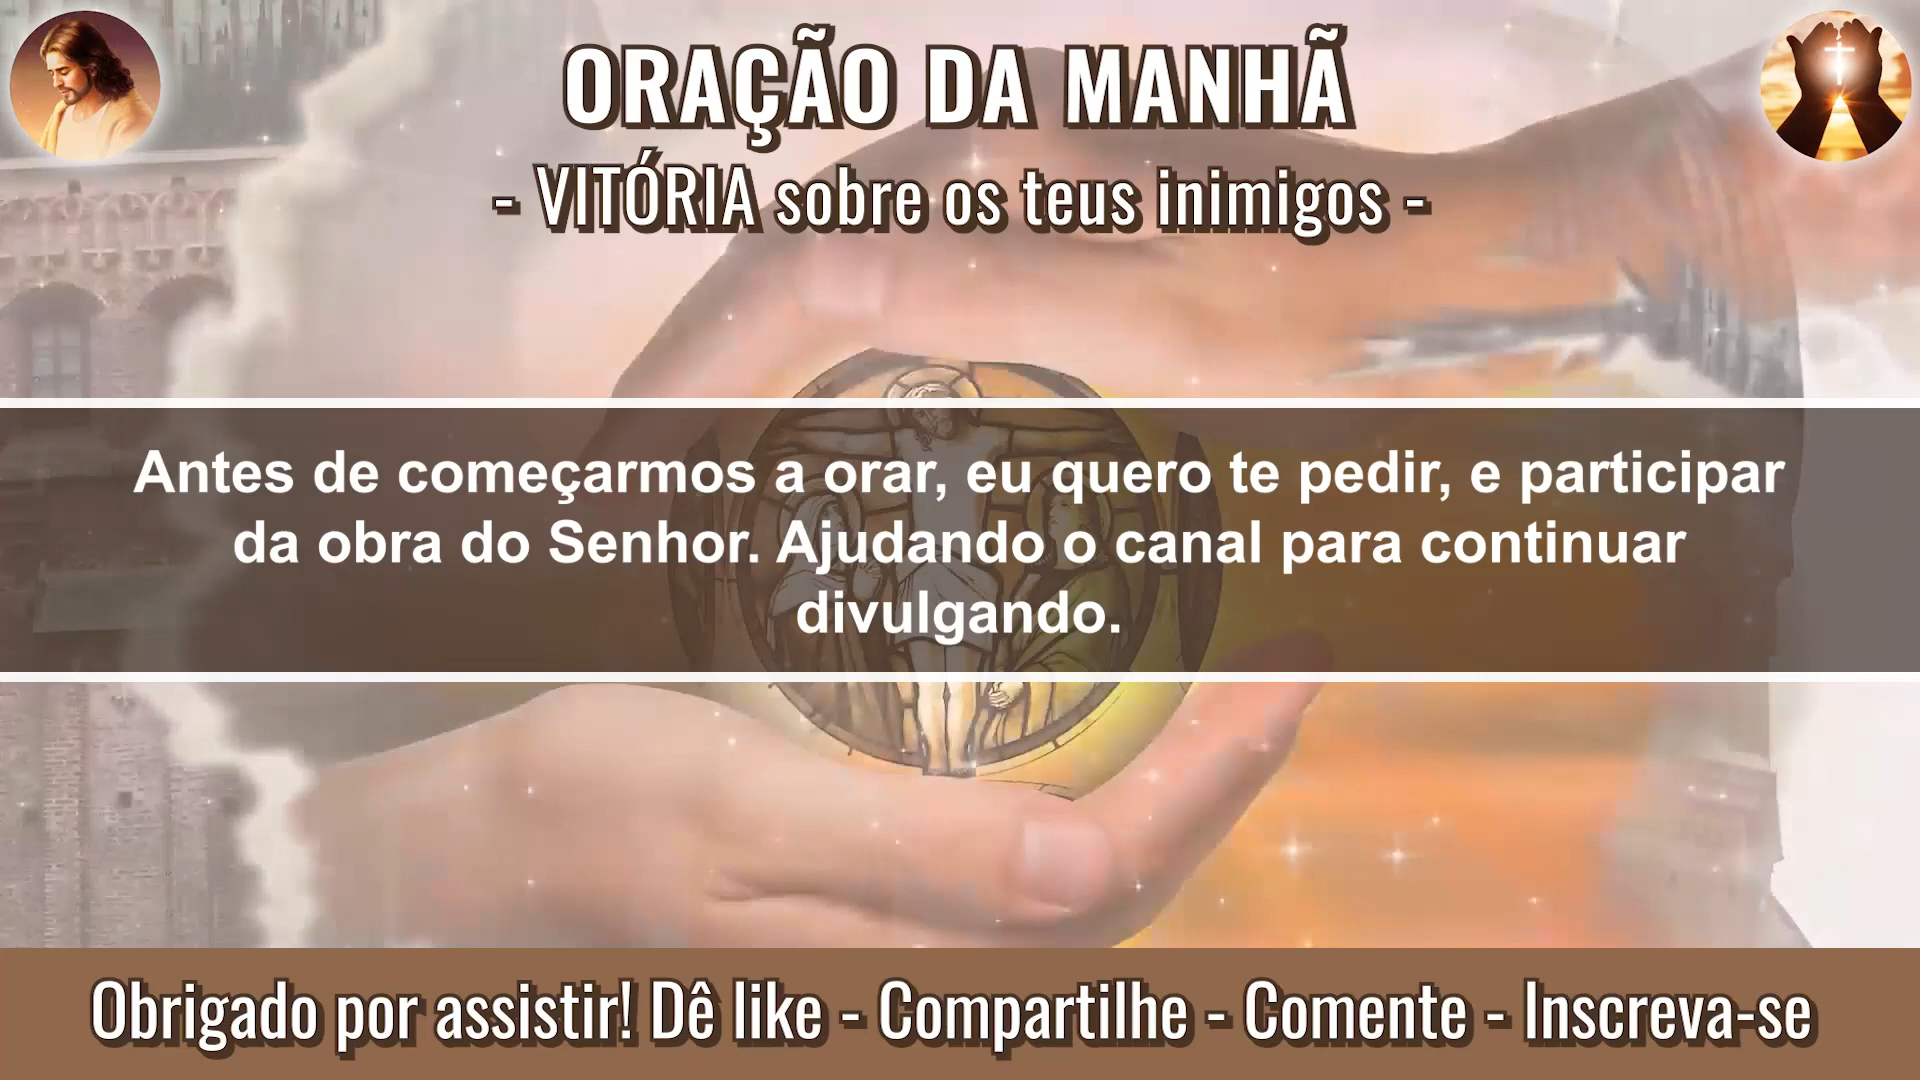 ORAÇÃO DA MANHÃ
- VITÓRIA sobre os teus inimigos -
Antes de começarmos a orar, eu quero te pedir, e participar
da obra do Senhor. Ajudando o canal para continuar
divulgando.
Obrigado por assistir! Dê like - Compartilhe - Comente - Inscreva-se